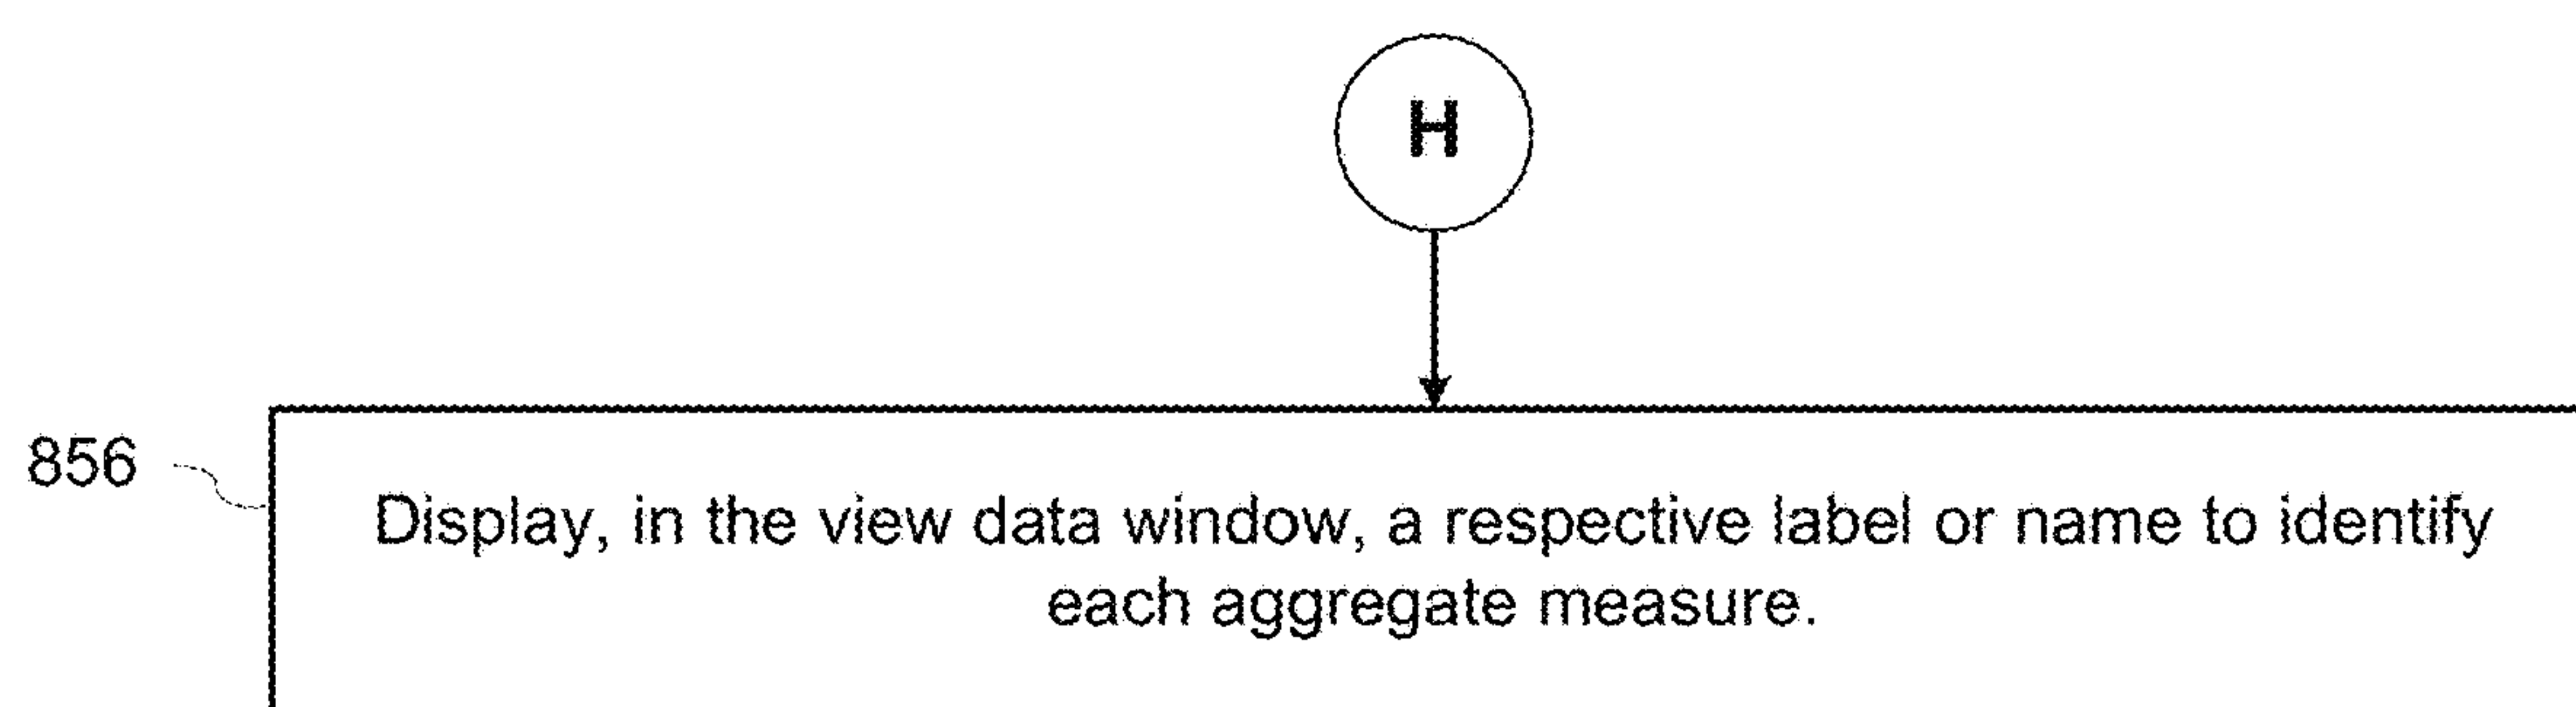 H
856
Display, in the view data window, a respective label or name to identify
each aggregate measure.